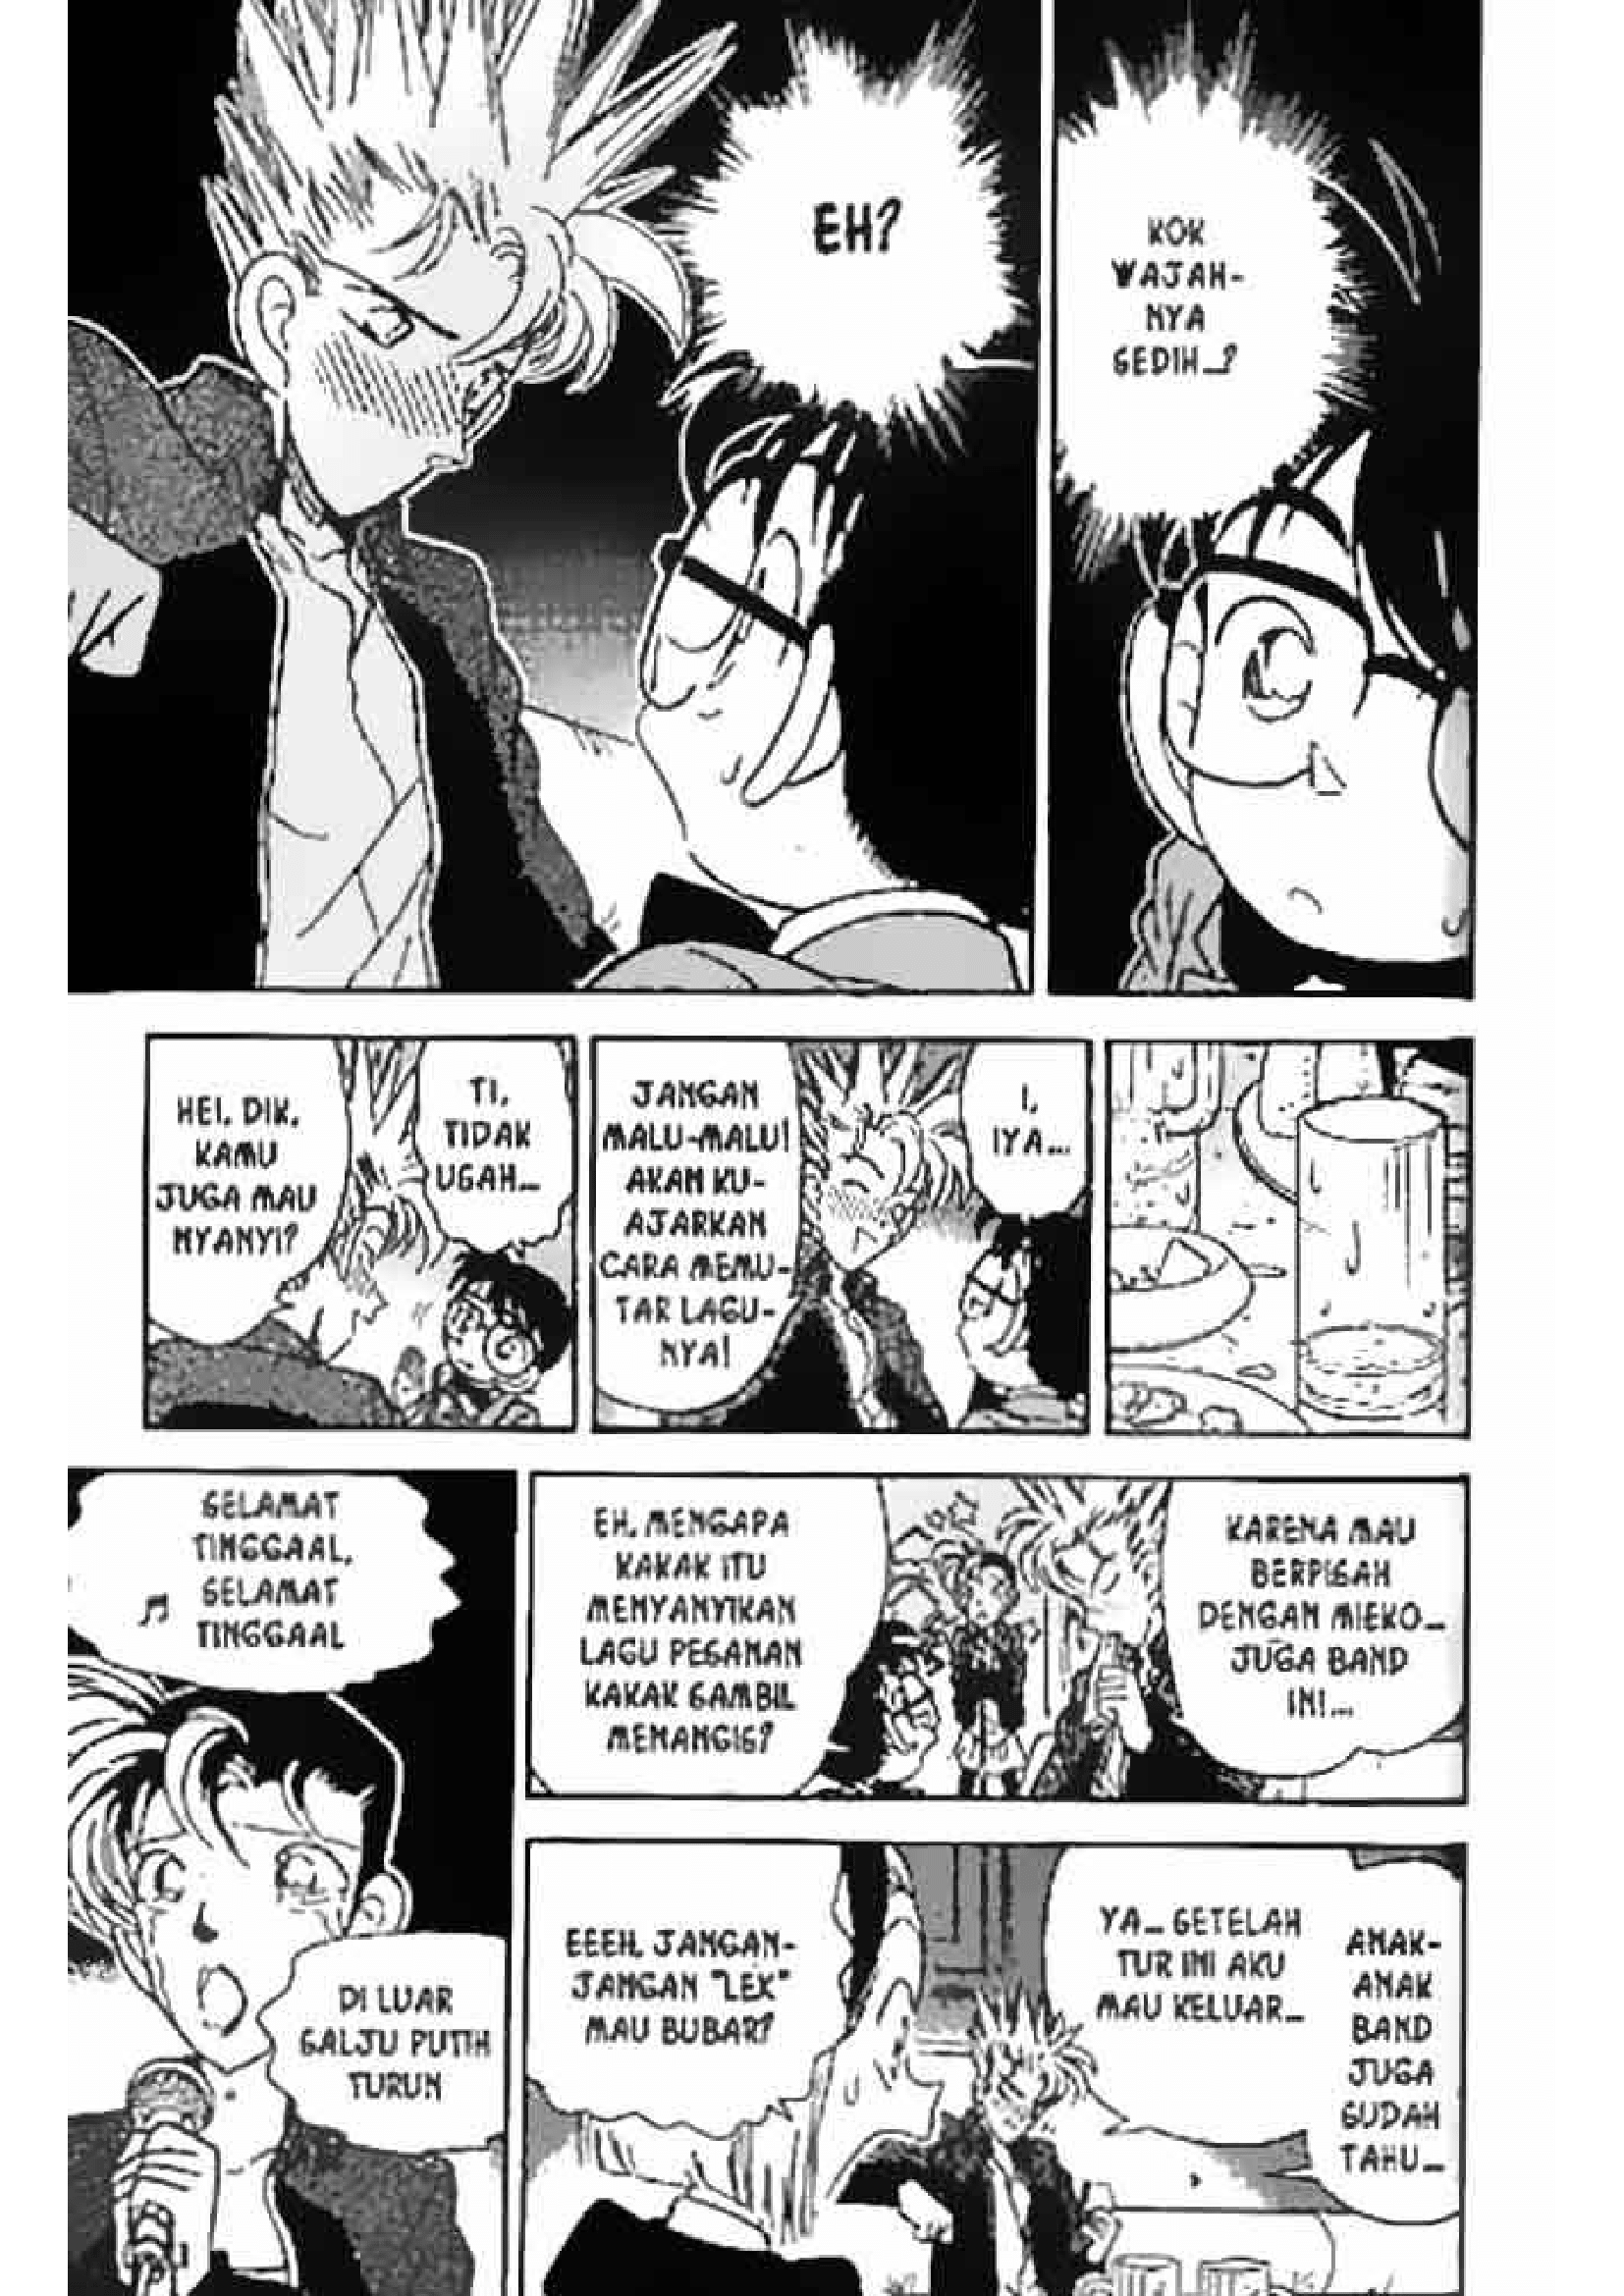 KOK
WAJAH-
NYA
SEDIH...?
EH?
I,
IYA...
JANGAN
MALU-MALU!
AKAN KU-
AJARKAN
CARA MEMU-
TAR LAGU-
NYA!
TI,
TIDAK
USAH...
HEI, DIK,
KAMU
JUGA MAU
NYANYI?
KARENA MAU
BERPISAH
DENGAN MIEKO...
JUGA BAND
INI...
EH, MENGAPA
KAKAK ITU
MENYANYIKAN
LAGU PESANAN
KAKAK SAMBIL
MENANGIS?
ANAK-
ANAK
BAND
JUGA
SUDAH
TAHU...
YA... SETELAH
TUR INI AKU
MAU KELUAR...
EEEH, JANGAN-
JANGAN "LEX"
MAU BUBAR?
SELAMAT
TINGGAAL,
SELAMAT
TINGGAAL
DI LUAR
SALJU PUTIH
TURUN